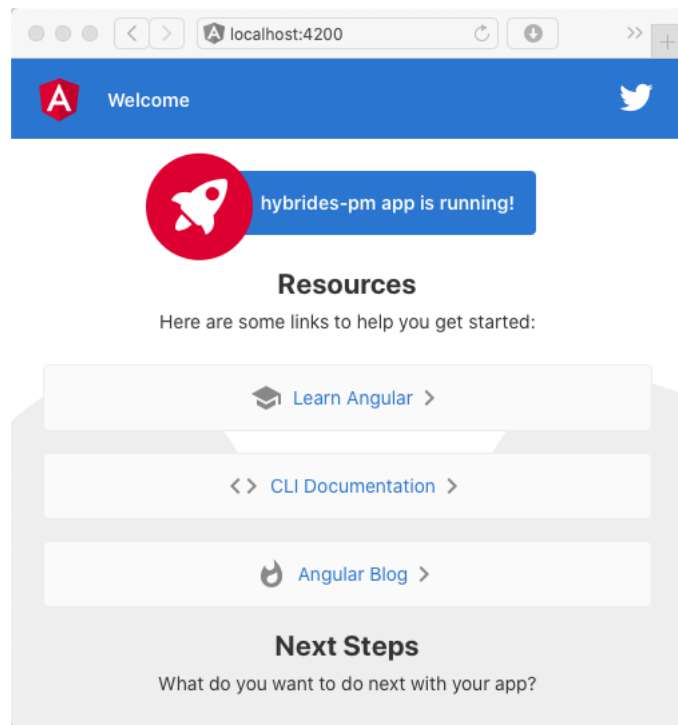 localhost:4200
Welcome
hybrides-pm app is running!
Resources
Here are some links to help you get started:
Learn Angular
CLI Documentation
Angular Blog
Next Steps
What do you want to do next with your app?